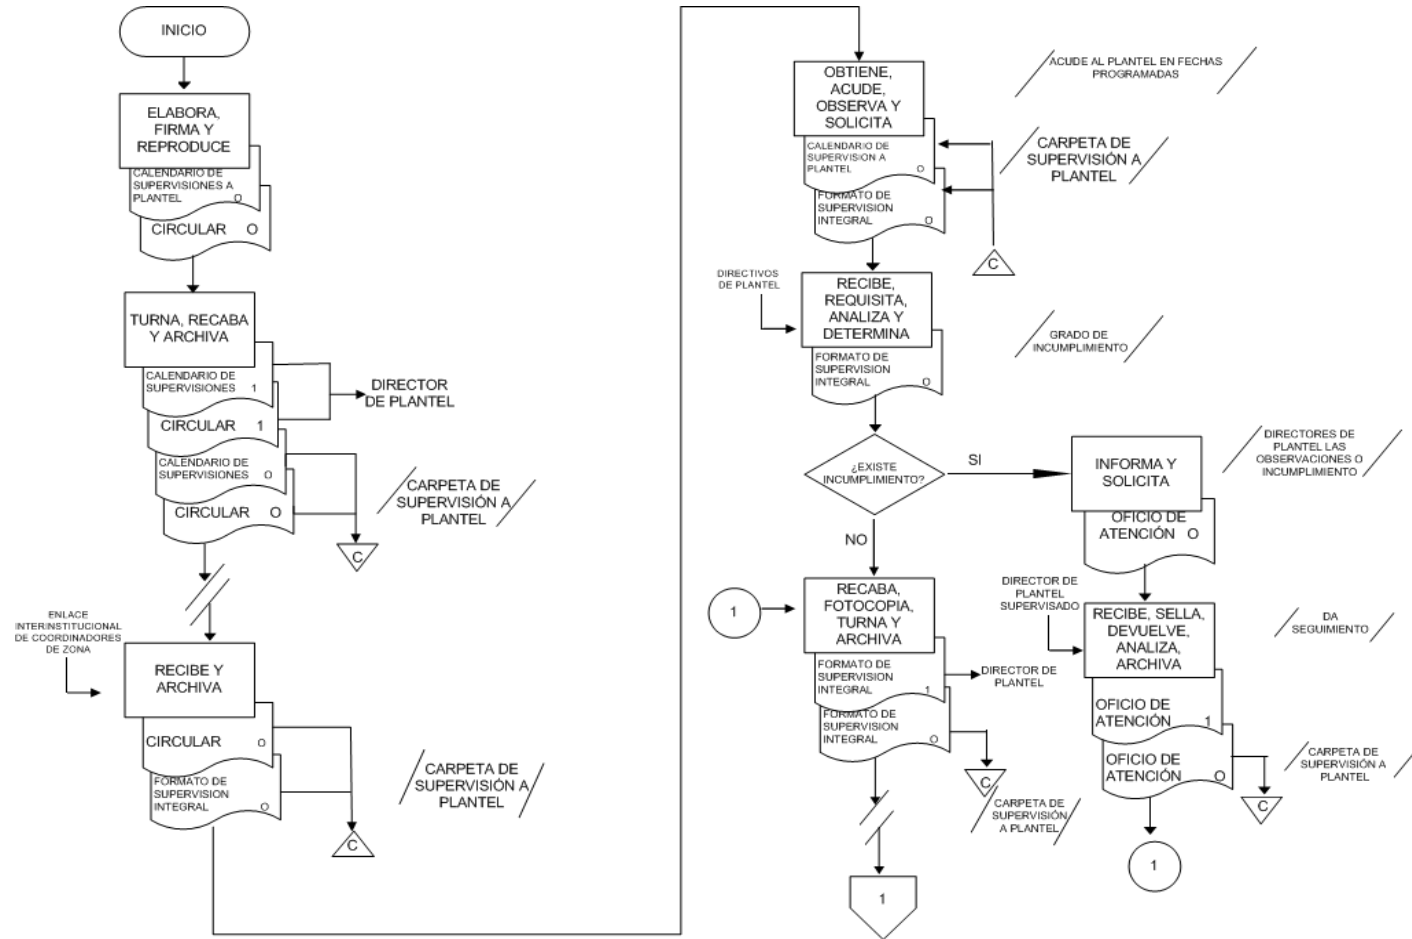 INICIO
ELABORA,
FIRMA Y
REPRODUCE
CALENDARIO DE
SUPERVISIONES A
PLANTEL O
CIRCULAR O
TURNA, RECABA
Y ARCHIVA
CALENDARIO DE
SUPERVISIONES 1
DIRECTOR
DE PLANTEL
CIRCULAR 1
CALENDARIO DE
SUPERVISIONES O
CIRCULAR O
CARPETA DE
SUPERVISIÓN A
PLANTEL
C
ENLACE
INTERINSTITUCIONAL
DE COORDINADORES
DE ZONA
RECIBE Y
ARCHIVA
CIRCULAR O
FORMATO DE
SUPERVISION
INTEGRAL O
CARPETA DE
SUPERVISIÓN A
PLANTEL
C
OBTIENE,
ACUDE,
OBSERVA Y
SOLICITA
ACUDE AL PLANTEL EN FECHAS
PROGRAMADAS
CALENDARIO DE
SUPERVISION A
PLANTEL O
CARPETA DE
SUPERVISIÓN A
PLANTEL
FORMATO DE
SUPERVISION
INTEGRAL O
C
DIRECTIVOS
DE PLANTEL
RECIBE,
REQUISITA,
ANALIZA Y
DETERMINA
GRADO DE
INCUMPLIMIENTO
FORMATO DE
SUPERVISION
INTEGRAL O
¿EXISTE
INCUMPLIMIENTO?
SI
NO
INFORMA Y
SOLICITA
DIRECTORES DE
PLANTEL LAS
OBSERVACIONES O
INCUMPLIMIENTO
OFICIO DE
ATENCIÓN O
1
RECABA,
FOTOCOPIA,
TURNA Y
ARCHIVA
FORMATO DE
SUPERVISION
INTEGRAL 1
DIRECTOR DE
PLANTEL
FORMATO DE
SUPERVISION
INTEGRAL O
C
CARPETA DE
SUPERVISIÓN
A PLANTEL
1
DIRECTOR DE
PLANTEL
SUPERVISADO
RECIBE, SELLA,
DEVUELVE,
ANALIZA,
ARCHIVA
DA
SEGUIMIENTO
OFICIO DE
ATENCIÓN 1
OFICIO DE
ATENCIÓN O
CARPETA DE
SUPERVISIÓN A
PLANTEL
C
1